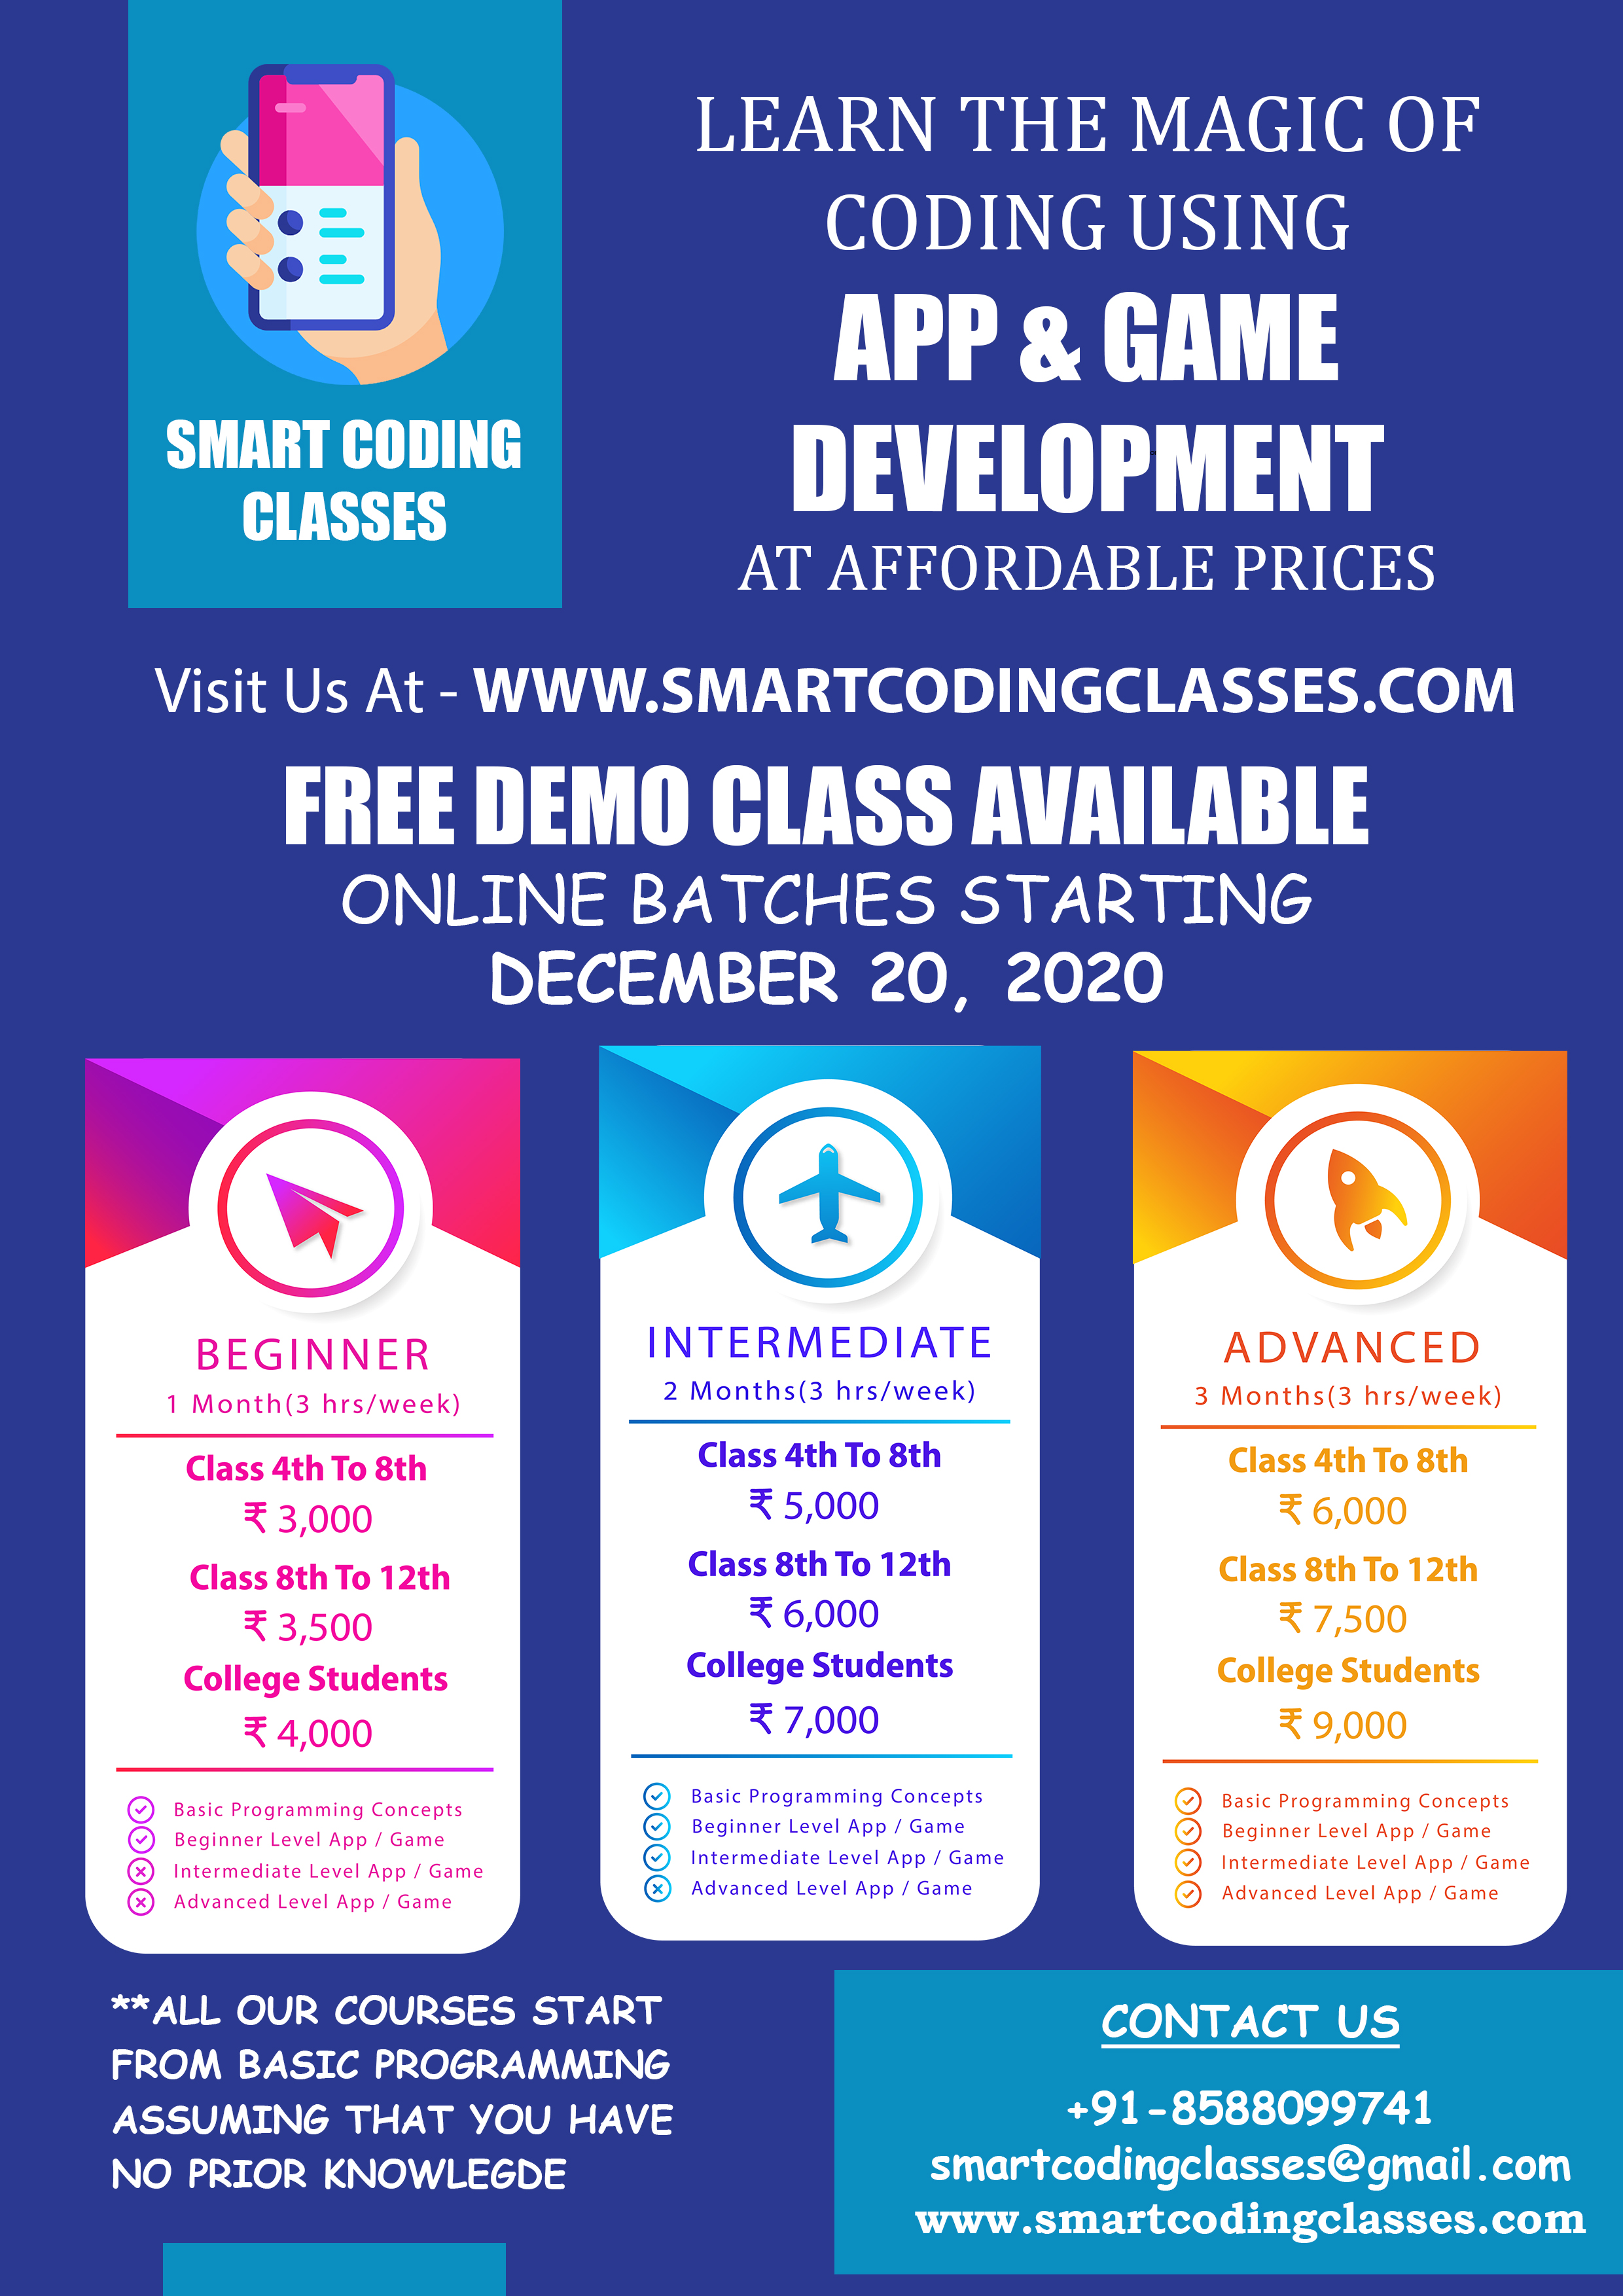 SMART CODING
CLASSES
LEARN THE MAGIC OF
CODING USING
APP & GAME
DEVELOPMENT
AT AFFORDABLE PRICES
Visit Us At - WWW.SMARTCODINGCLASSES.COM
FREE DEMO CLASS AVAILABLE
ONLINE BATCHES STARTING
DECEMBER 20, 2020
BEGINNER
1 Month(3 hrs/week)
Class 4th To 8th
₹ 3,000
Class 8th To 12th
₹ 3,500
College Students
₹ 4,000
Basic Programming Concepts
Beginner Level App / Game
Intermediate Level App / Game
Advanced Level App / Game
INTERMEDIATE
2 Months(3 hrs/week)
Class 4th To 8th
₹ 5,000
Class 8th To 12th
₹ 6,000
College Students
₹ 7,000
Basic Programming Concepts
Beginner Level App / Game
Intermediate Level App / Game
Advanced Level App / Game
ADVANCED
3 Months(3 hrs/week)
Class 4th To 8th
₹ 6,000
Class 8th To 12th
₹ 7,500
College Students
₹ 9,000
Basic Programming Concepts
Beginner Level App / Game
Intermediate Level App / Game
Advanced Level App / Game
**ALL OUR COURSES START
FROM BASIC PROGRAMMING
ASSUMING THAT YOU HAVE
NO PRIOR KNOWLEGDE
CONTACT US
+91-8588099741
smartcodingclasses@gmail.com
www.smartcodingclasses.com